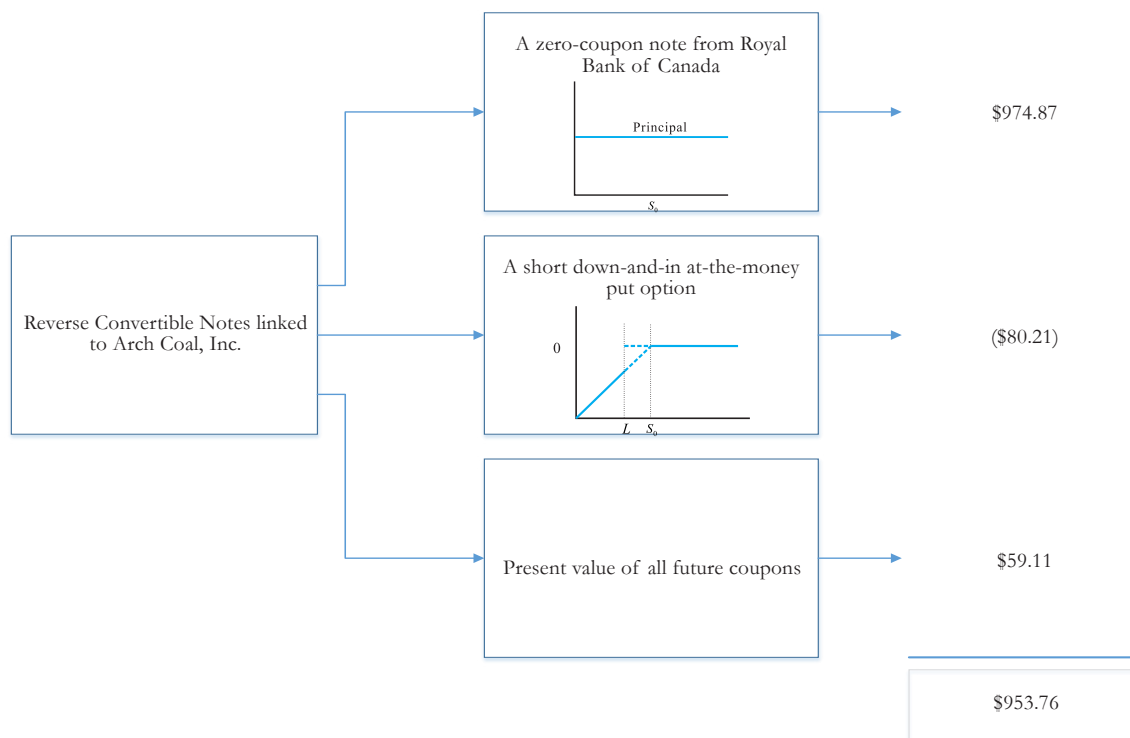 A zero-coupon note from Royal
Bank of Canada
Principal
S₀
$974.87
Reverse Convertible Notes linked
to Arch Coal, Inc.
A short down-and-in at-the-money
put option
0
L S₀
($80.21)
Present value of all future coupons
$59.11
$953.76